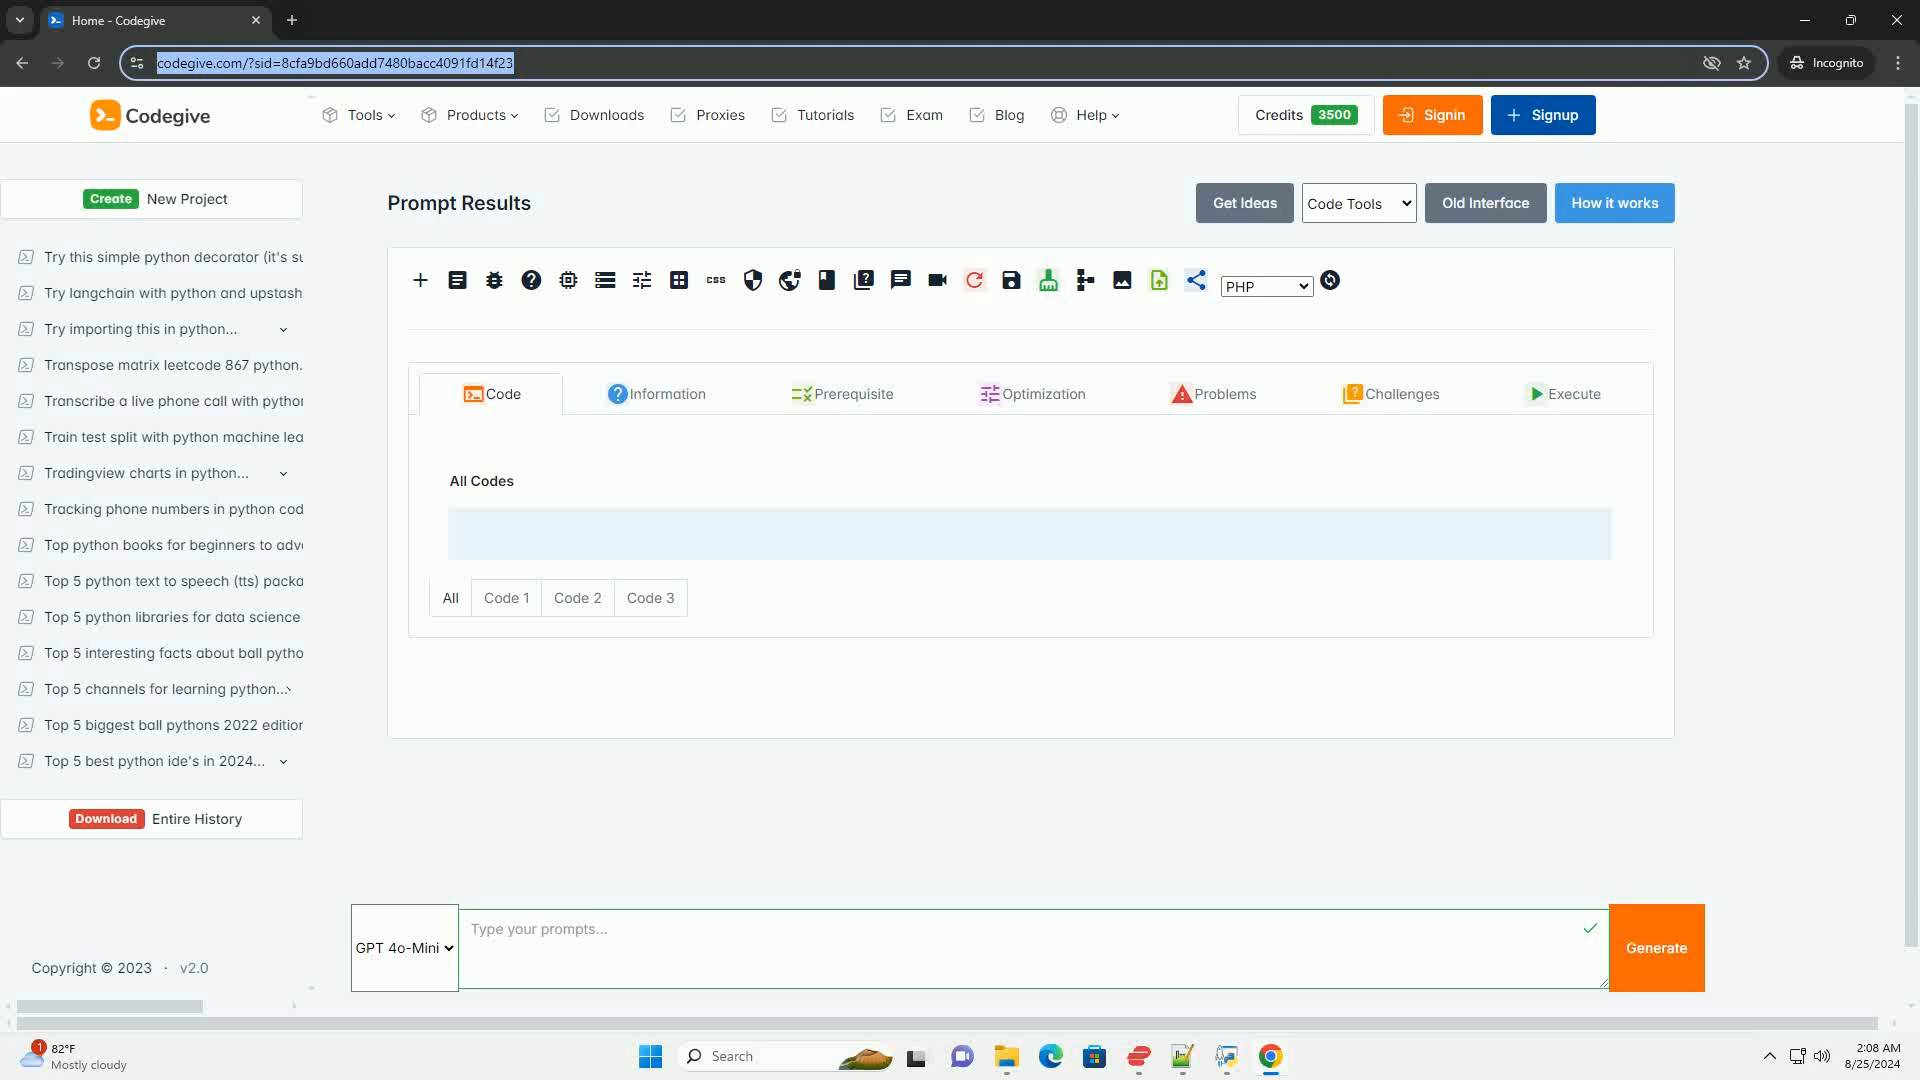 Home - Codegive
codegive.com/?sid=8cfa9bd660add7480bacc4091fd14f23
Incognito
Codegive
Tools
Products
Downloads
Proxies
Tutorials
Exam
Blog
Help
Credits 3500
Signin
Signup
Create New Project
Try this simple python decorator (it's su
Try langchain with python and upstash
Try importing this in python...
Transpose matrix leetcode 867 python.
Transcribe a live phone call with python
Train test split with python machine lea
Tradingview charts in python...
Tracking phone numbers in python cod
Top python books for beginners to adv
Top 5 python text to speech (tts) packa
Top 5 python libraries for data science
Top 5 interesting facts about ball pytho
Top 5 channels for learning python...
Top 5 biggest ball pythons 2022 edition
Top 5 best python ide's in 2024...
Download Entire History
Copyright © 2023 · v2.0
Prompt Results
Get Ideas
Code Tools
Old Interface
How it works
css
PHP
Code
Information
Prerequisite
Optimization
Problems
Challenges
Execute
All Codes
All
Code 1
Code 2
Code 3
GPT 4o-Mini
Type your prompts...
Generate
1
82°F
Mostly cloudy
Search
2:08 AM
8/25/2024